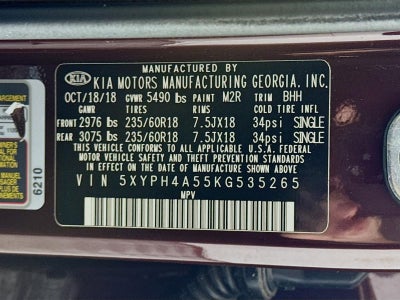 MANUFACTURED BY
KIA KIA MOTORS MANUFACTURING GEORGIA, INC.
OCT/18/18 GVWR 5490 lbs PAINT M2R TRIM BHH
GAWR TIRES RIMS COLD TIRE INFL
FRONT 2976 lbs 235/60R18 7.5JX18 34psi SINGLE
REAR 3075 lbs 235/60R18 7.5JX18 34psi SINGLE
THIS VEHICLE CONFORMS TO ALL APPLICABLE U.S.A. FEDERAL
MOTOR VEHICLE SAFETY, BUMPER, AND THEFT PREVENTION
STANDARDS IN EFFECT ON THE DATE OF MANUFACTURE
SHOWN ABOVE.
VIN 5XYPH4A55KG535265
MPV
6210